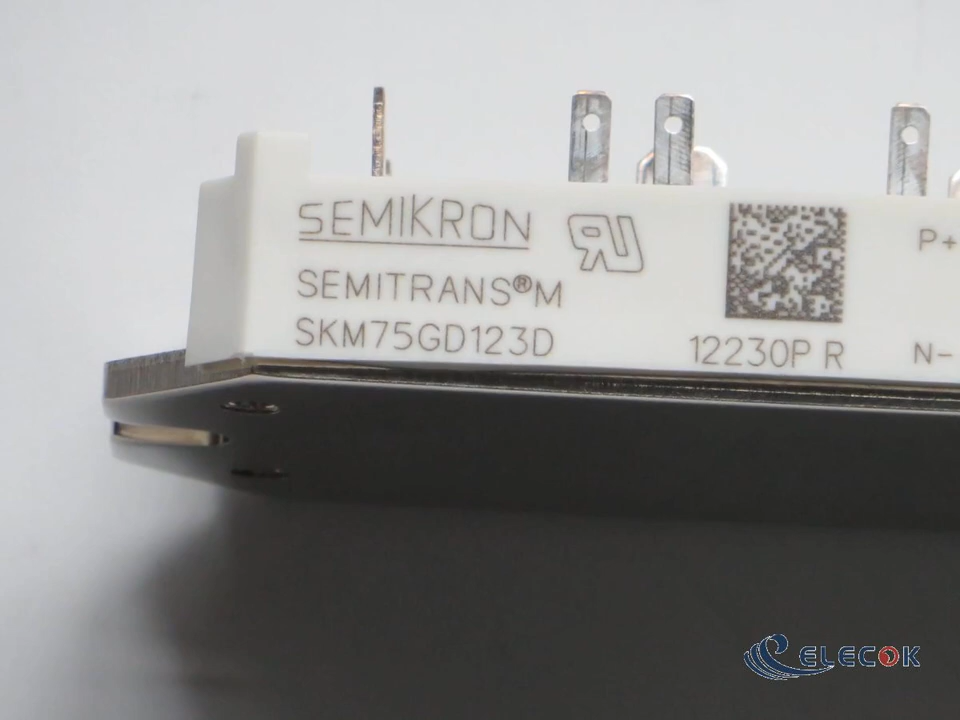 SEMIKRON
SEMITRANS®M
SKM75GD123D
12230P R
P+
N-
ELECOK